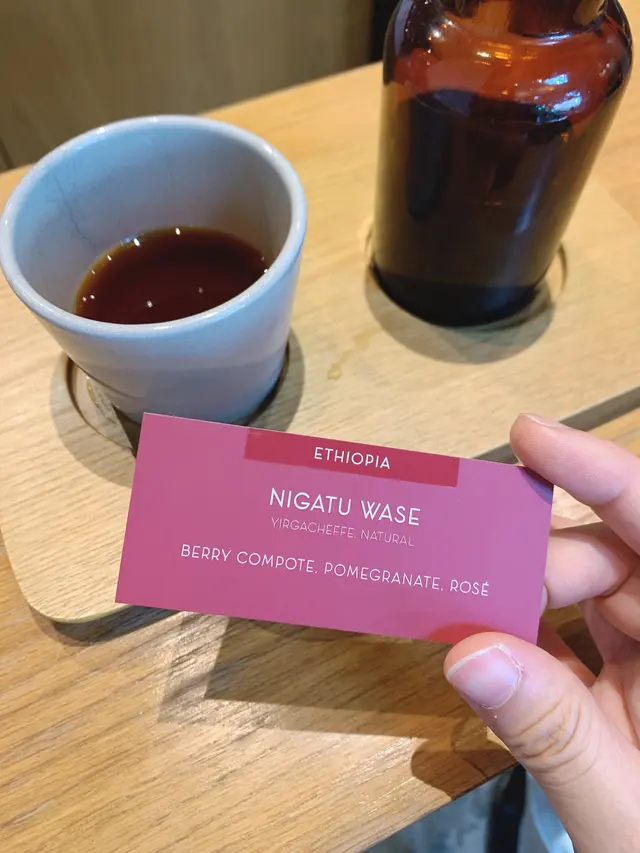 ETHIOPIA
NIGATU WASE
YIRGACHEFFE, NATURAL
BERRY COMPOTE, POMEGRANATE, ROSÉ